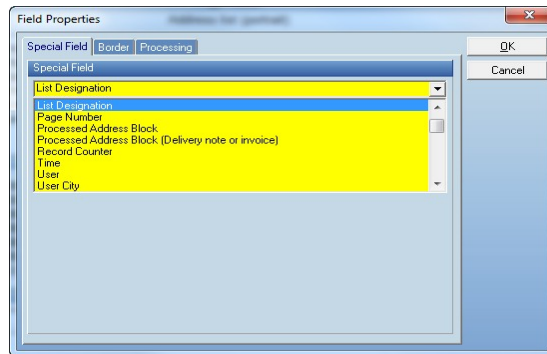 Field Properties
Special Field Border Processing
OK
Special Field
Cancel
List Designation
List Designation
Page Number
Processed Address Block
Processed Address Block (Delivery note or invoice)
Record Counter
Time
User
User City